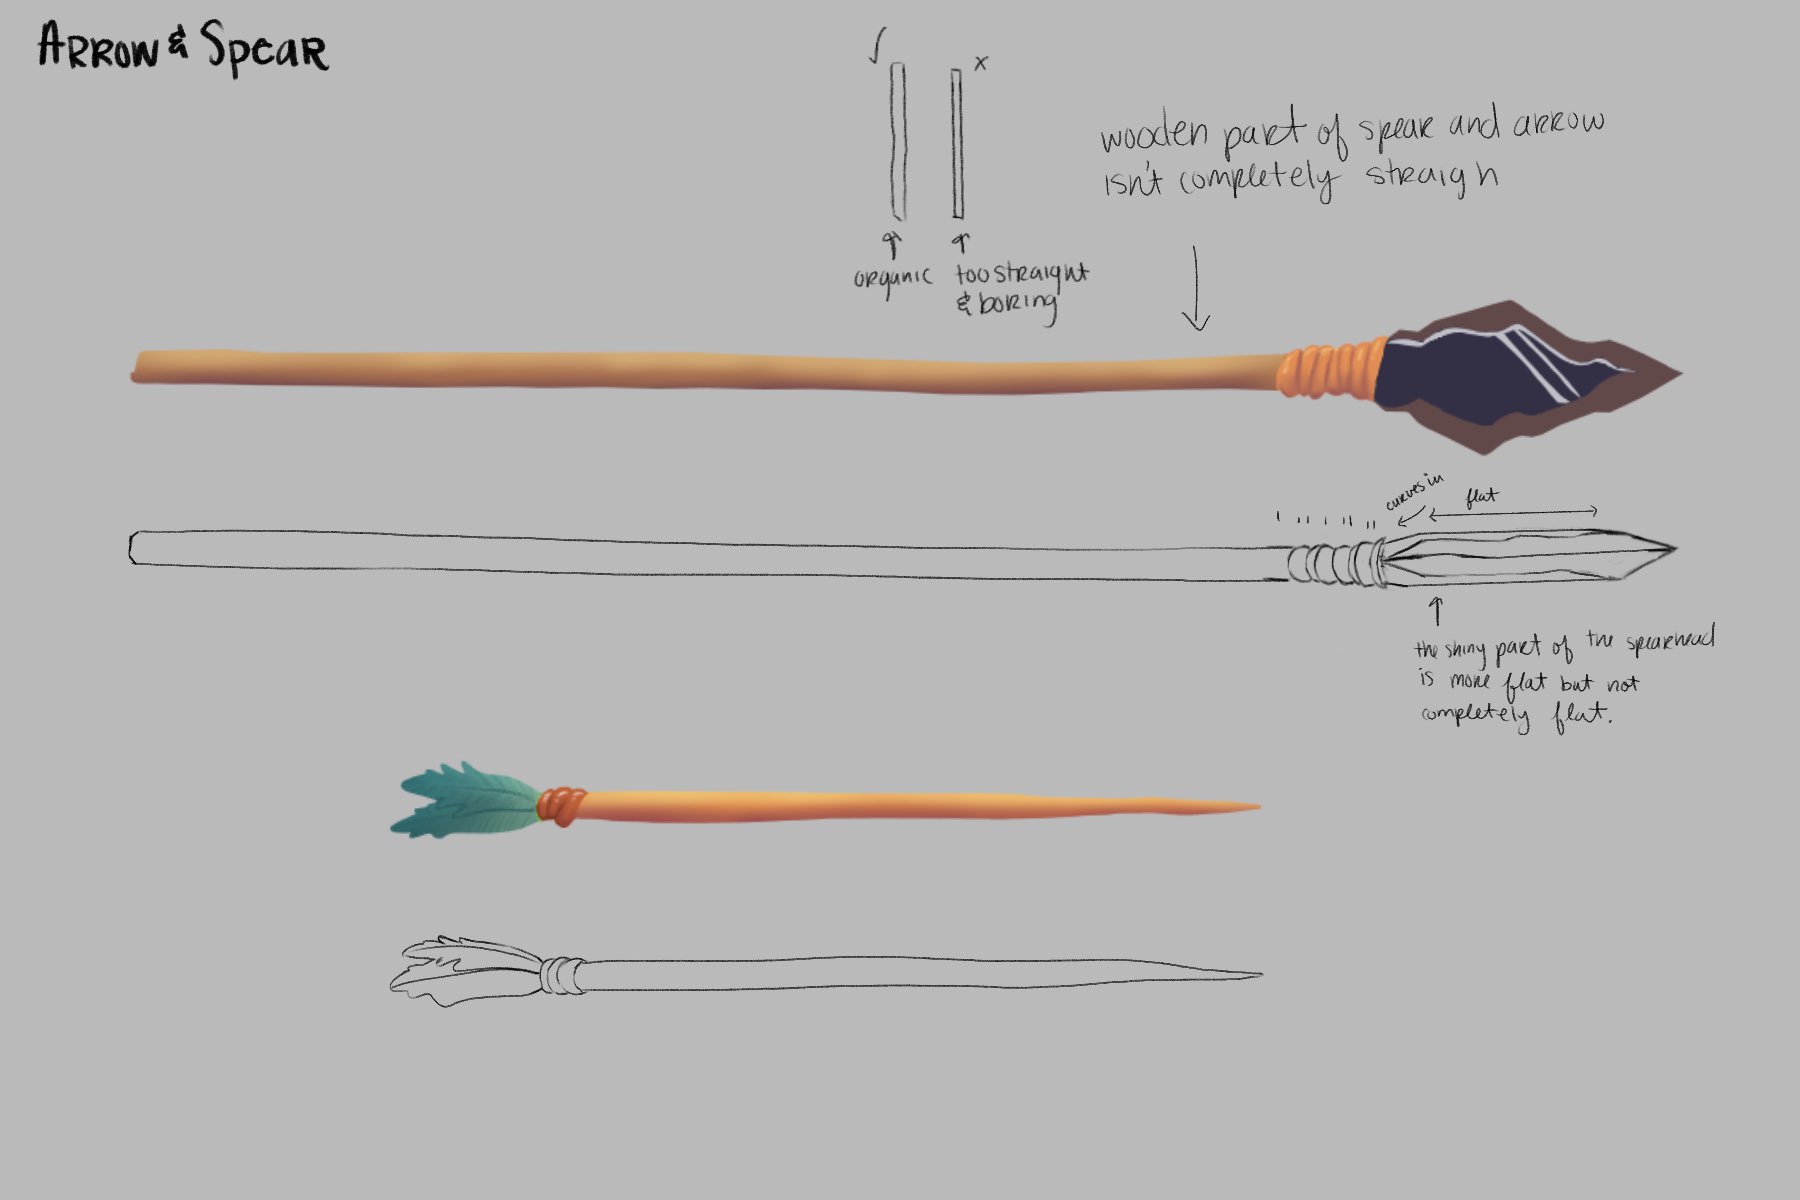 ARROW & SPEAR
wooden part of spear and arrow
isn't completely straigh
organic
too straight
& boring
curves in
flat
the shiny part of the spearhead
is more flat but not
completely flat.